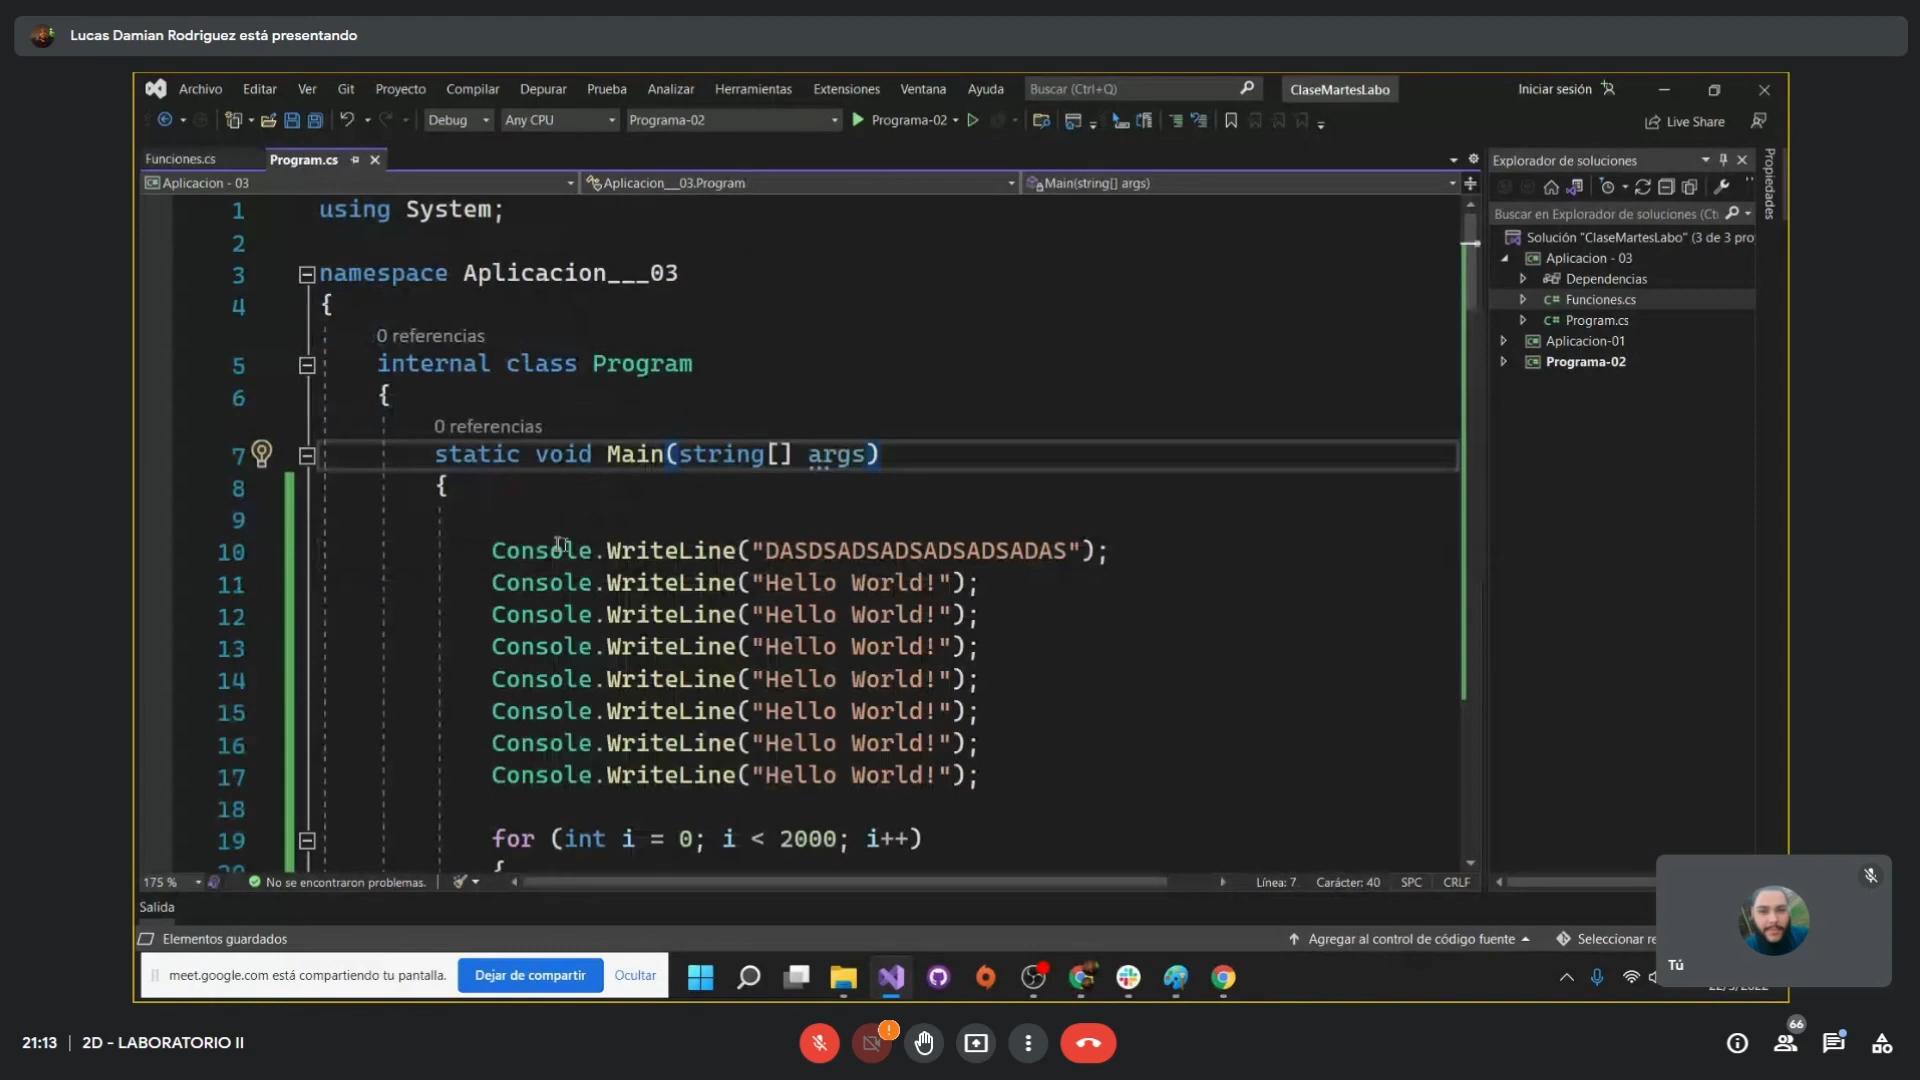 Lucas Damian Rodriguez está presentando
Archivo Editar Ver Git Proyecto Compilar Depurar Prueba Analizar Herramientas Extensiones Ventana Ayuda Buscar (Ctrl+Q) ClaseMartesLabo Iniciar sesión
Debug Any CPU Programa-02 Programa-02 Live Share
Funciones.cs Program.cs
Aplicacion - 03 Aplicacion___03.Program Main(string[] args)
1 using System;
2
3 namespace Aplicacion___03
4 {
0 referencias
5 internal class Program
6 {
0 referencias
7 static void Main(string[] args)
8 {
9
10 Console.WriteLine("DASDSADSADSADSADSADAS");
11 Console.WriteLine("Hello World!");
12 Console.WriteLine("Hello World!");
13 Console.WriteLine("Hello World!");
14 Console.WriteLine("Hello World!");
15 Console.WriteLine("Hello World!");
16 Console.WriteLine("Hello World!");
17 Console.WriteLine("Hello World!");
18
19 for (int i = 0; i < 2000; i++)
{
175 % No se encontraron problemas. Línea: 7 Carácter: 40 SPC CRLF
Explorador de soluciones
Buscar en Explorador de soluciones (Ct
Solución "ClaseMartesLabo" (3 de 3 pro
Aplicacion - 03
Dependencias
C# Funciones.cs
C# Program.cs
Aplicacion-01
Programa-02
Propiedades
Salida
Elementos guardados Agregar al control de código fuente Seleccionar re
meet.google.com está compartiendo tu pantalla. Dejar de compartir Ocultar
Tú
21:13 | 2D - LABORATORIO II
66